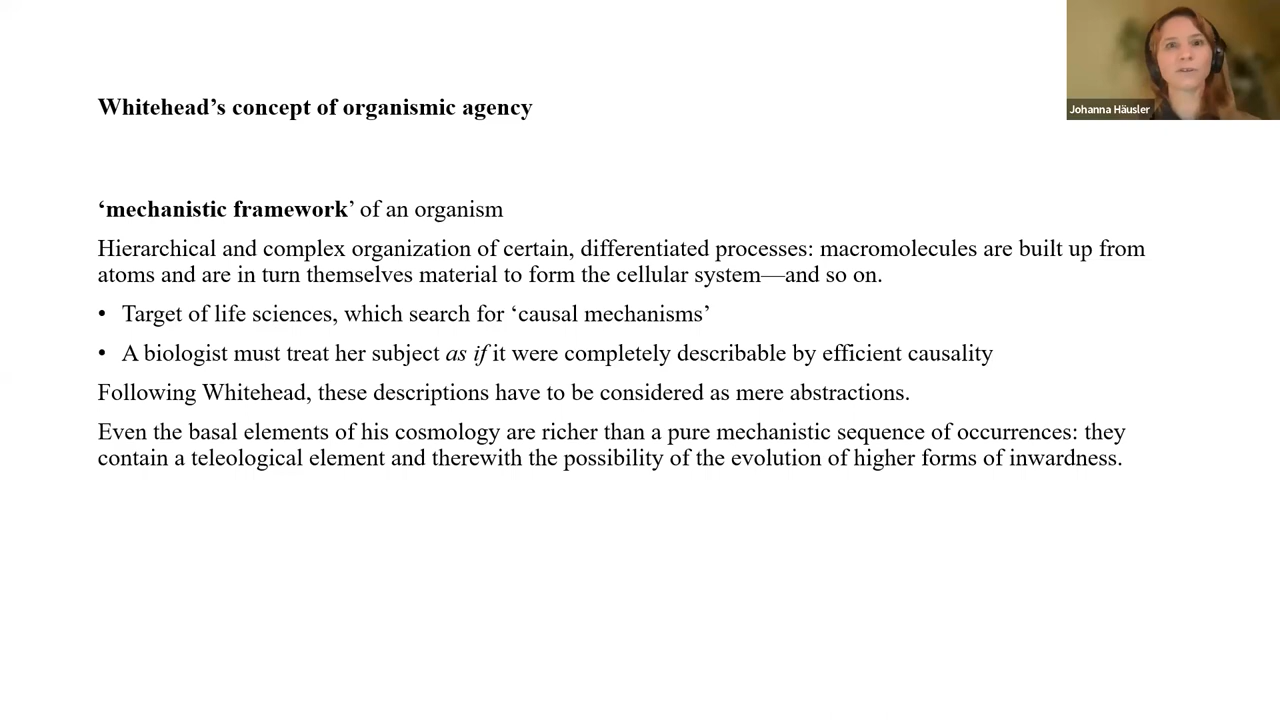 Johanna Häusler
Whitehead’s concept of organismic agency
‘mechanistic framework’ of an organism
Hierarchical and complex organization of certain, differentiated processes: macromolecules are built up from
atoms and are in turn themselves material to form the cellular system—and so on.
• Target of life sciences, which search for ‘causal mechanisms’
• A biologist must treat her subject as if it were completely describable by efficient causality
Following Whitehead, these descriptions have to be considered as mere abstractions.
Even the basal elements of his cosmology are richer than a pure mechanistic sequence of occurrences: they
contain a teleological element and therewith the possibility of the evolution of higher forms of inwardness.